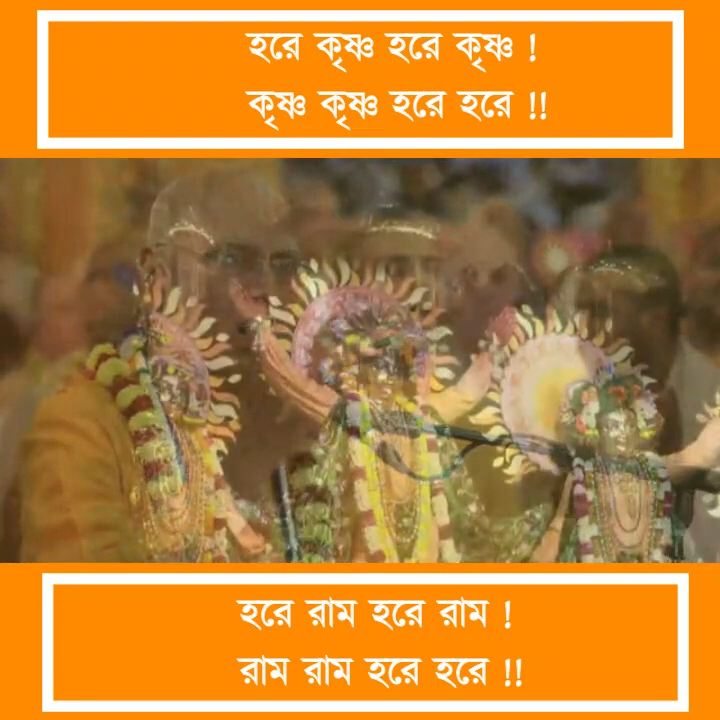 হরে কৃষ্ণ হরে কৃষ্ণ !
কৃষ্ণ কৃষ্ণ হরে হরে !!
হরে রাম হরে রাম !
রাম রাম হরে হরে !!